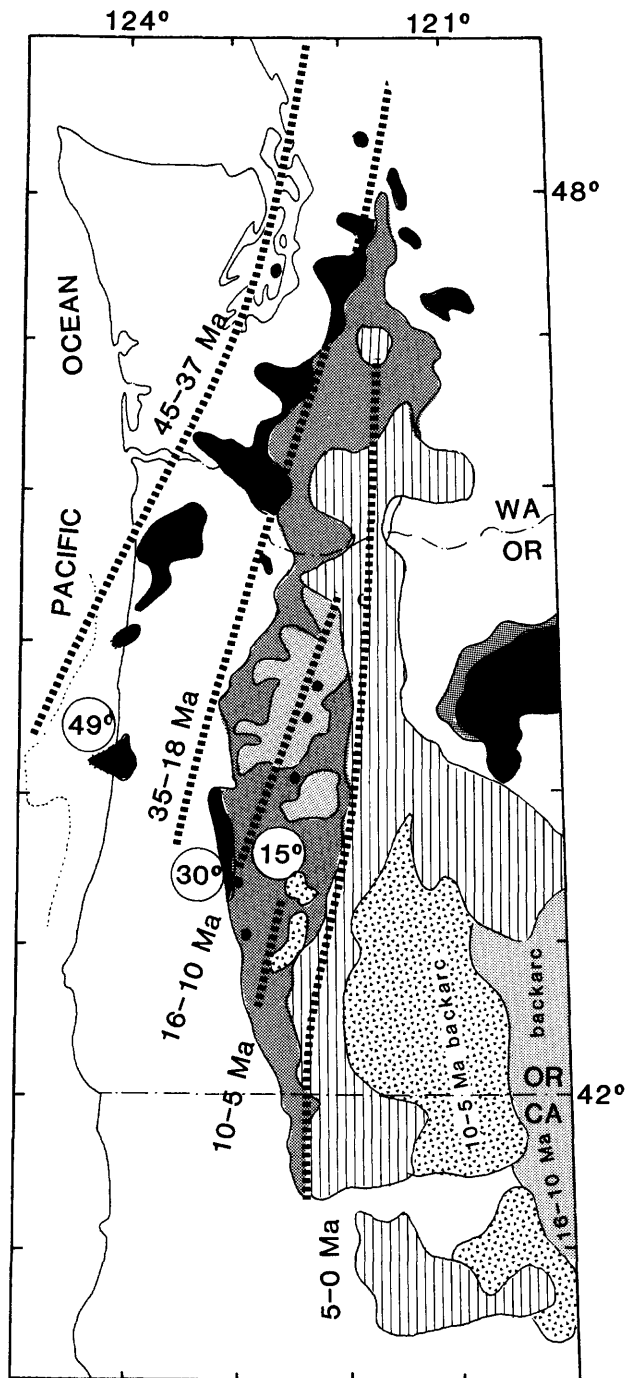 124°
121°
48°
OCEAN
45–37 Ma
PACIFIC
WA
OR
49°
35–18 Ma
30°
15°
16–10 Ma
10–5 Ma
10–5 Ma backarc
backarc
OR
CA
42°
16–10 Ma
5–0 Ma